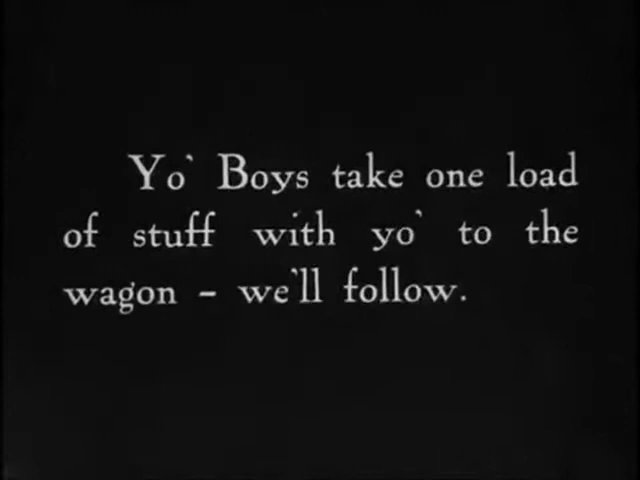 Yo' Boys take one load
of stuff with yo' to the
wagon - we'll follow.